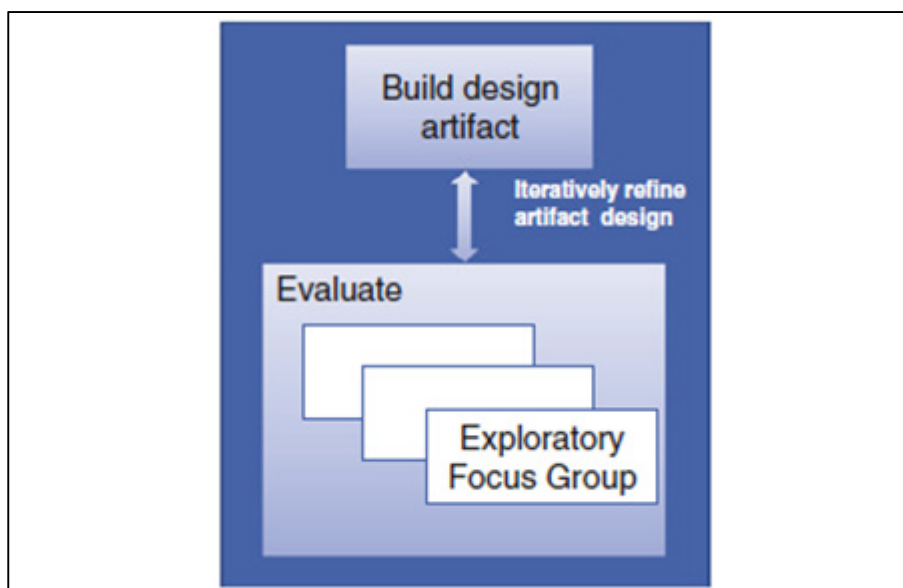 Build design
artifact
Iteratively refine
artifact design
Evaluate
Exploratory
Focus Group